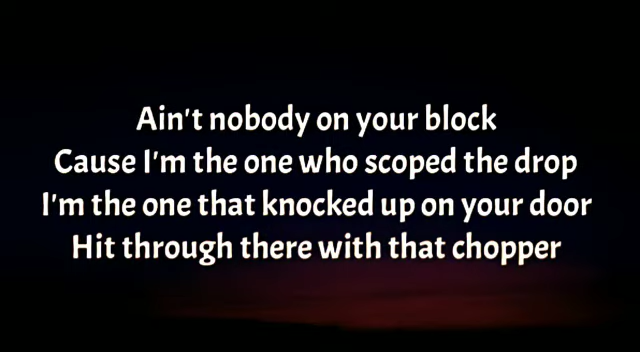 Ain't nobody on your block
Cause I'm the one who scoped the drop
I'm the one that knocked up on your door
Hit through there with that chopper